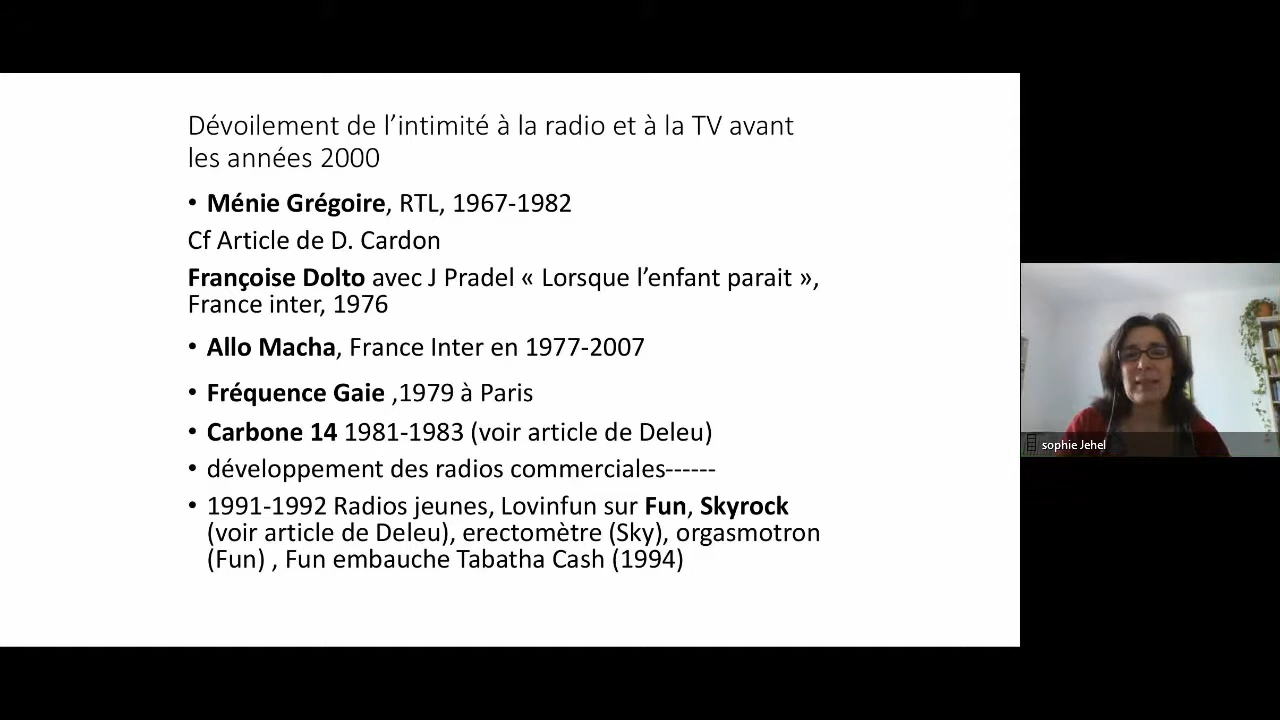 Dévoilement de l'intimité à la radio et à la TV avant
les années 2000
• Ménie Grégoire, RTL, 1967-1982
Cf Article de D. Cardon
Françoise Dolto avec J Pradel « Lorsque l'enfant parait »,
France inter, 1976
• Allo Macha, France Inter en 1977-2007
• Fréquence Gaie ,1979 à Paris
• Carbone 14 1981-1983 (voir article de Deleu)
• développement des radios commerciales------
• 1991-1992 Radios jeunes, Lovinfun sur Fun, Skyrock
(voir article de Deleu), erectomètre (Sky), orgasmotron
(Fun) , Fun embauche Tabatha Cash (1994)
sophie Jehel